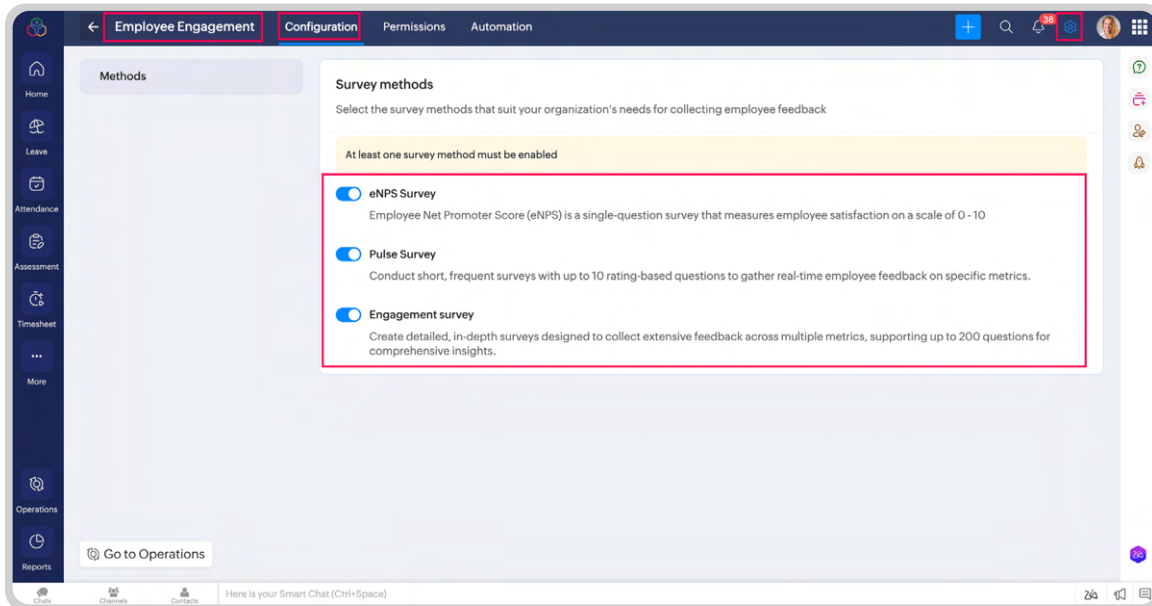 Employee Engagement
Configuration
Permissions
Automation
38
Home
Leave
Attendance
Assessment
Timesheet
More
Operations
Reports
Methods
Survey methods
Select the survey methods that suit your organization's needs for collecting employee feedback
At least one survey method must be enabled
eNPS Survey
Employee Net Promoter Score (eNPS) is a single-question survey that measures employee satisfaction on a scale of 0 - 10
Pulse Survey
Conduct short, frequent surveys with up to 10 rating-based questions to gather real-time employee feedback on specific metrics.
Engagement survey
Create detailed, in-depth surveys designed to collect extensive feedback across multiple metrics, supporting up to 200 questions for
comprehensive insights.
Go to Operations
Chats
Channels
Contacts
Here is your Smart Chat (Ctrl+Space)